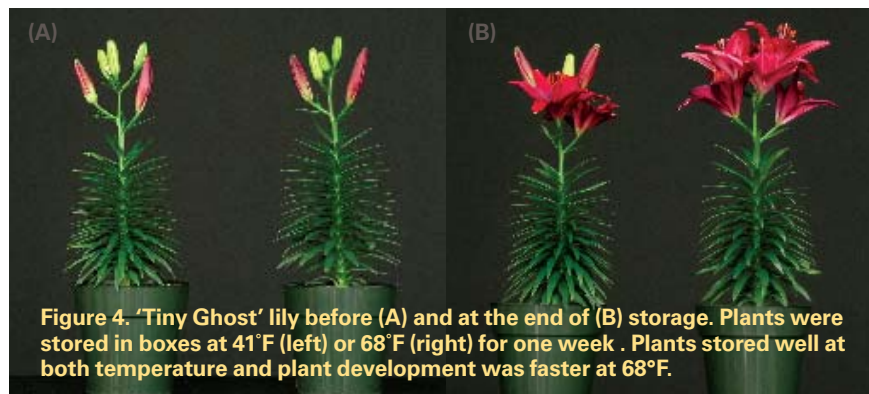 (A)
(B)
Figure 4. ‘Tiny Ghost’ lily before (A) and at the end of (B) storage. Plants were
stored in boxes at 41˚F (left) or 68˚F (right) for one week . Plants stored well at
both temperature and plant development was faster at 68°F.